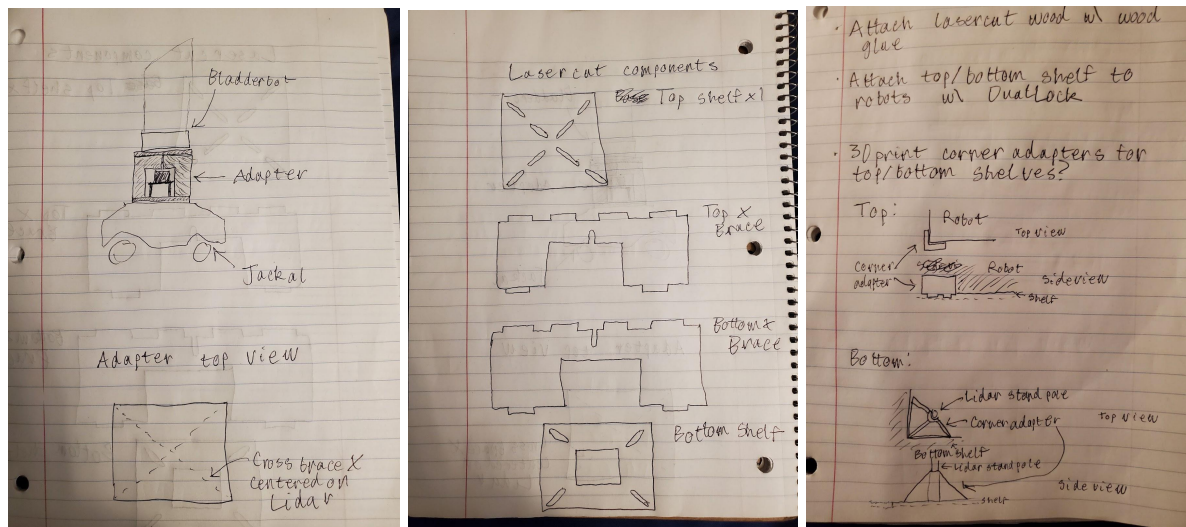 Bladderbot
Adapter
Jackal
Adapter top view
Cross brace X
centered on
Lidar
Lasercut components
Top shelf x1
Top X
Brace
Bottom X
Brace
Bottom Shelf
· Attach lasercut wood w\ wood
glue
· Attach top/bottom shelf to
robots w\ DualLock
· 3D print corner adapters for
top/bottom shelves?
Top:
Robot
Top view
Corner
adapter
Robot
Side view
shelf
Bottom:
Lidar stand pole
Corner adapter
Top view
Bottom shelf
Lidar stand pole
Side view
shelf